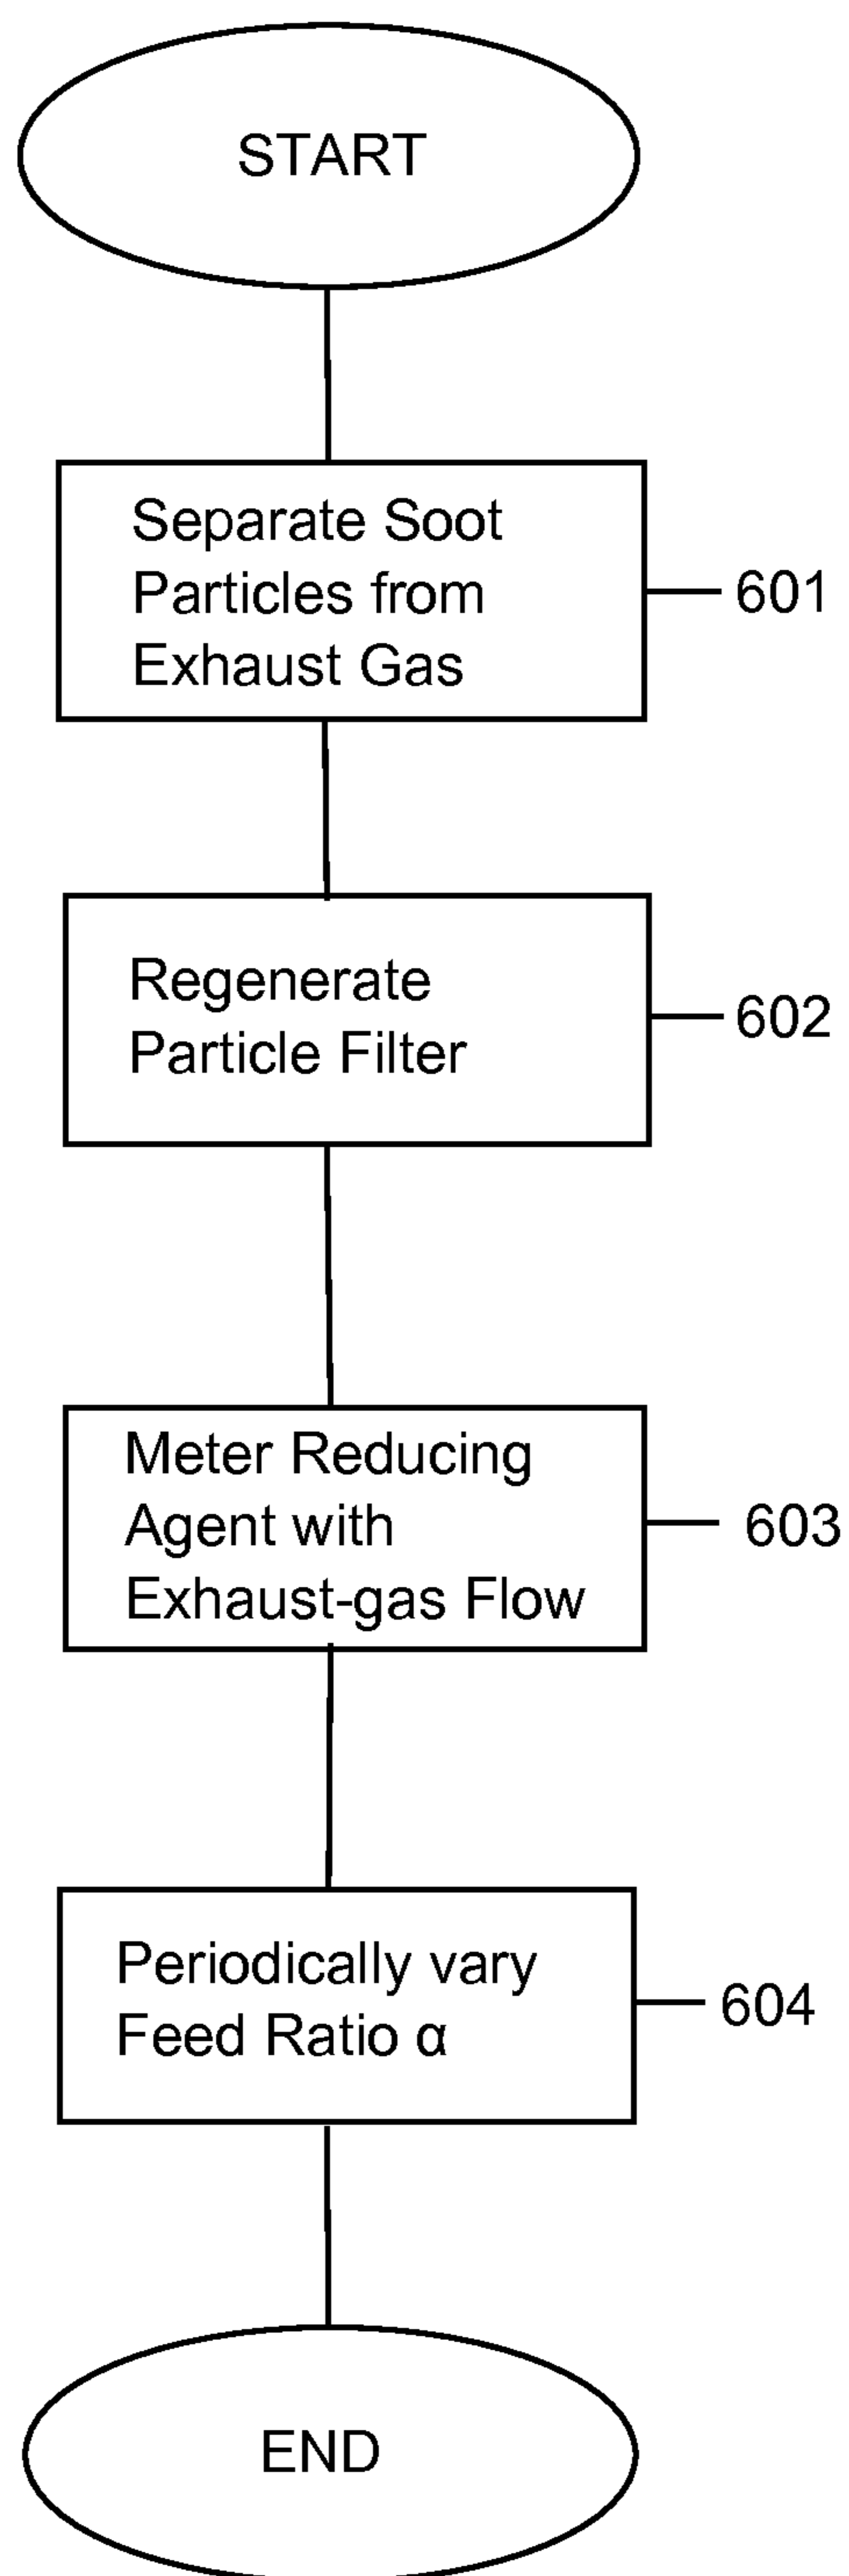 START
Separate Soot
Particles from
Exhaust Gas
601
Regenerate
Particle Filter
602
Meter Reducing
Agent with
Exhaust-gas Flow
603
Periodically vary
Feed Ratio α
604
END